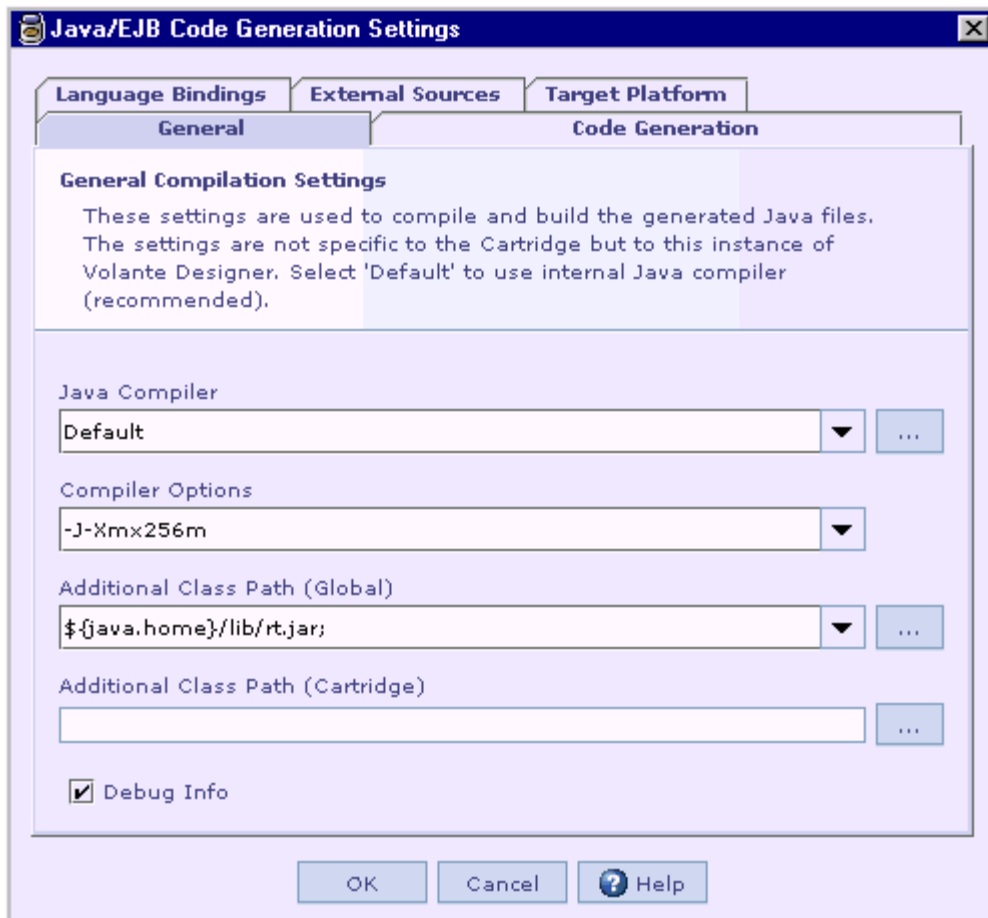 Java/EJB Code Generation Settings
Language Bindings
External Sources
Target Platform
General
Code Generation
General Compilation Settings
These settings are used to compile and build the generated Java files.
The settings are not specific to the Cartridge but to this instance of
Volante Designer. Select 'Default' to use internal Java compiler
(recommended).
Java Compiler
Default
...
Compiler Options
-J-Xmx256m
Additional Class Path (Global)
${java.home}/lib/rt.jar;
...
Additional Class Path (Cartridge)
...
Debug Info
OK
Cancel
? Help